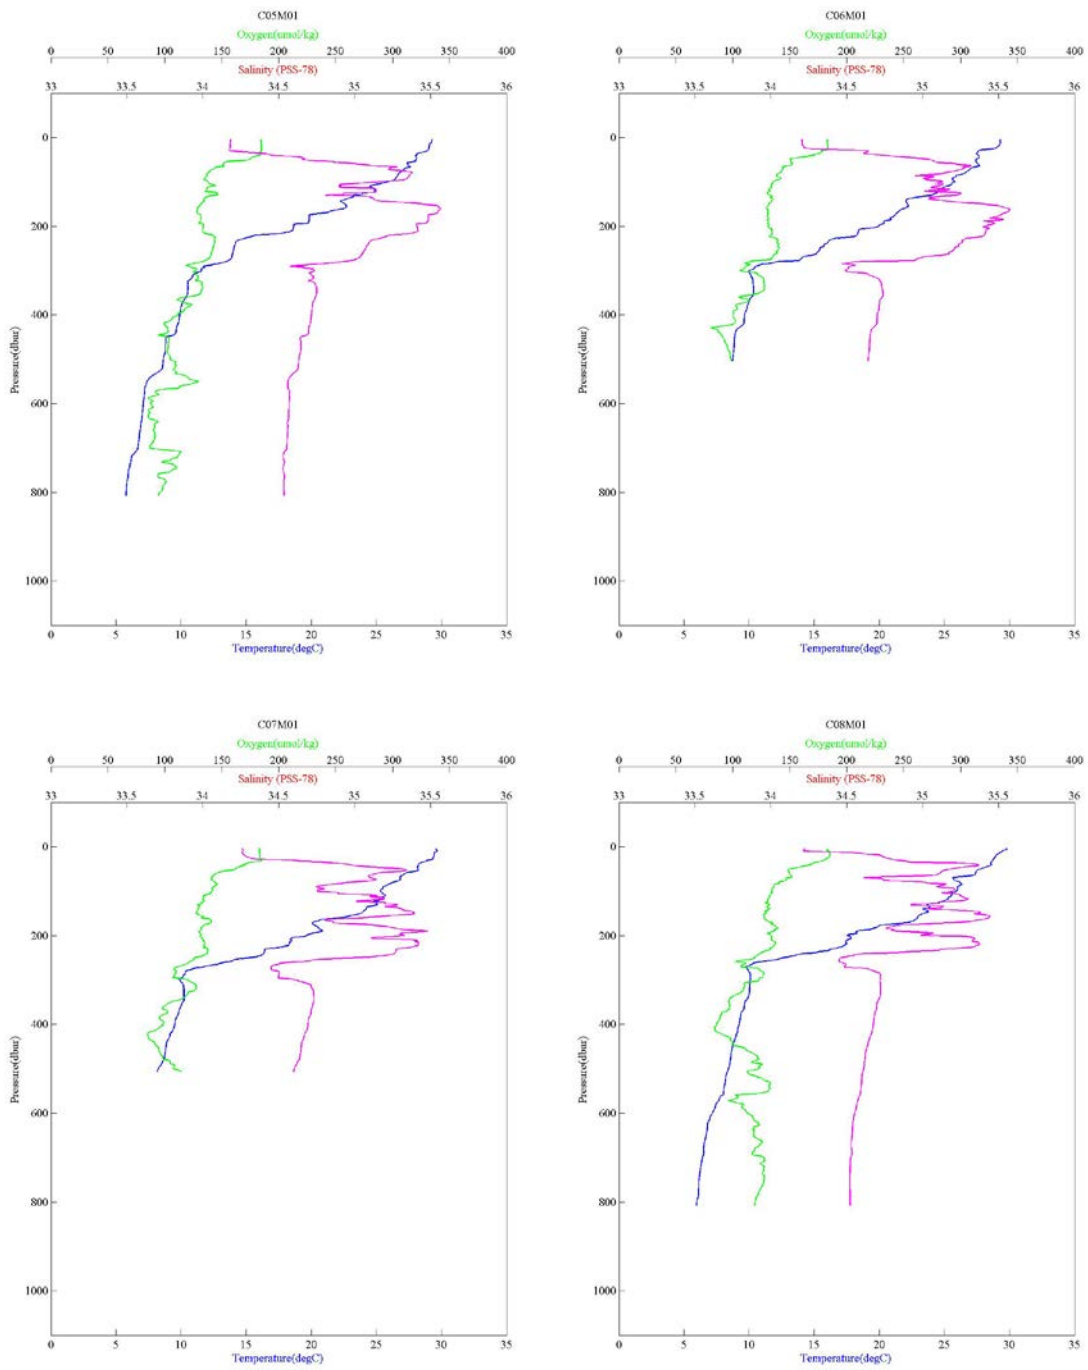 C05M01
Oxygen(umol/kg)
0 50 100 150 200 250 300 350 400
Salinity (PSS-78)
33 33.5 34 34.5 35 35.5 36
0
200
400
600
800
1000
Pressure(dbar)
0 5 10 15 20 25 30 35
Temperature(degC)
C06M01
Oxygen(umol/kg)
0 50 100 150 200 250 300 350 400
Salinity (PSS-78)
33 33.5 34 34.5 35 35.5 36
0
200
400
600
800
1000
Pressure(dbar)
0 5 10 15 20 25 30 35
Temperature(degC)
C07M01
Oxygen(umol/kg)
0 50 100 150 200 250 300 350 400
Salinity (PSS-78)
33 33.5 34 34.5 35 35.5 36
0
200
400
600
800
1000
Pressure(dbar)
0 5 10 15 20 25 30 35
Temperature(degC)
C08M01
Oxygen(umol/kg)
0 50 100 150 200 250 300 350 400
Salinity (PSS-78)
33 33.5 34 34.5 35 35.5 36
0
200
400
600
800
1000
Pressure(dbar)
0 5 10 15 20 25 30 35
Temperature(degC)